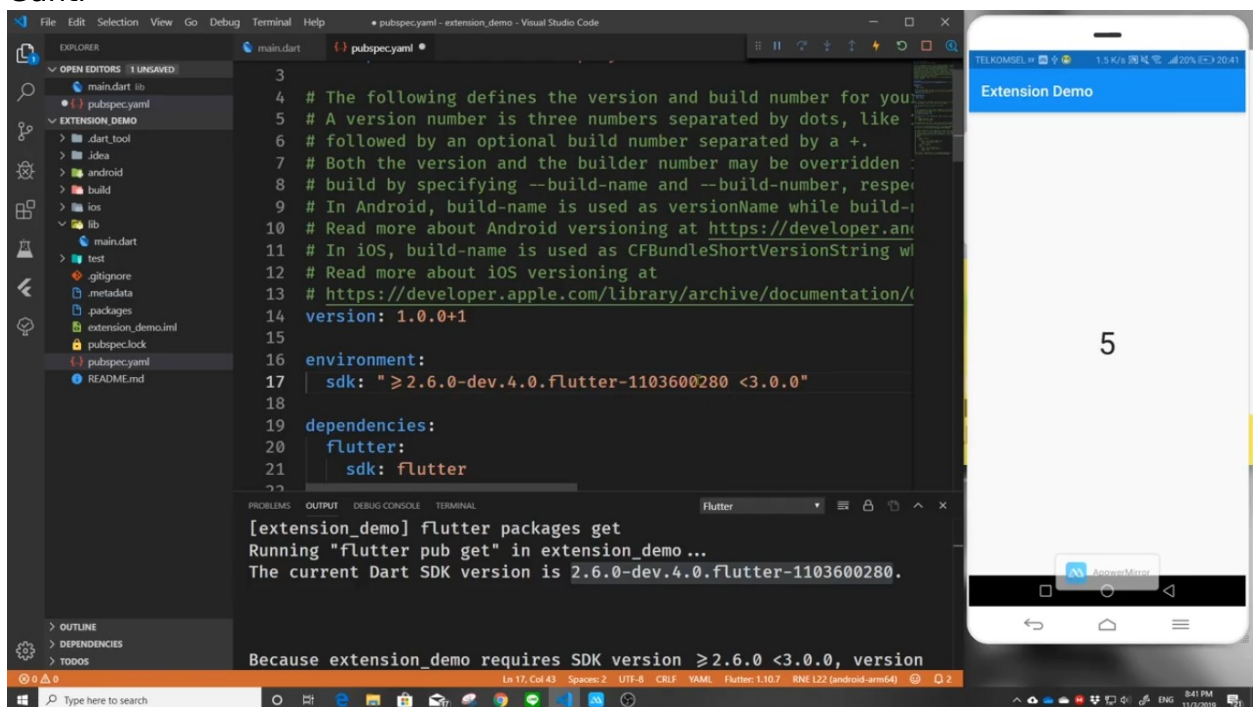 File Edit Selection View Go Debug Terminal Help
• pubspec.yaml - extension_demo - Visual Studio Code
EXPLORER
OPEN EDITORS 1 UNSAVED
main.dart lib
pubspec.yaml
EXTENSION_DEMO
.dart_tool
.idea
android
build
ios
lib
main.dart
test
.gitignore
.metadata
.packages
extension_demo.iml
pubspec.lock
pubspec.yaml
README.md
OUTLINE
DEPENDENCIES
TODOS
main.dart
pubspec.yaml
3
4 # The following defines the version and build number for your
5 # A version number is three numbers separated by dots, like
6 # followed by an optional build number separated by a +.
7 # Both the version and the builder number may be overridden
8 # build by specifying --build-name and --build-number, respe
9 # In Android, build-name is used as versionName while build-
10 # Read more about Android versioning at https://developer.an
11 # In iOS, build-name is used as CFBundleShortVersionString w
12 # Read more about iOS versioning at
13 # https://developer.apple.com/library/archive/documentation/
14 version: 1.0.0+1
15
16 environment:
17 sdk: ">=2.6.0-dev.4.0.flutter-1103600280 <3.0.0"
18
19 dependencies:
20 flutter:
21 sdk: flutter
22
PROBLEMS OUTPUT DEBUG CONSOLE TERMINAL
Flutter
[extension_demo] flutter packages get
Running "flutter pub get" in extension_demo...
The current Dart SDK version is 2.6.0-dev.4.0.flutter-1103600280.
Because extension_demo requires SDK version >=2.6.0 <3.0.0, version
0 0
Ln 17, Col 43 Spaces: 2 UTF-8 CRLF YAML Flutter: 1.10.7 RNE L22 (android-arm64) 2
TELKOMSEL 1.5 K/s 20% 20:41
Extension Demo
5
ApowerMirror
Type here to search
ENG
8:41 PM
11/3/2019